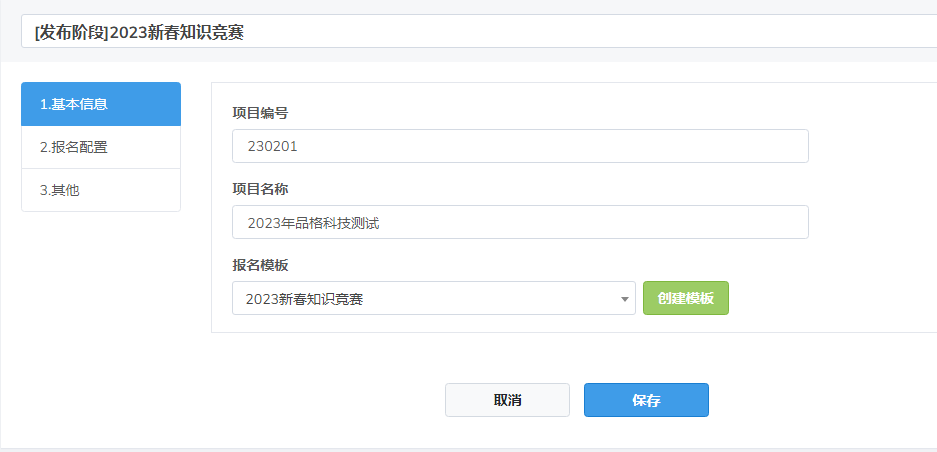 [发布阶段]2023新春知识竞赛
1.基本信息
2.报名配置
3.其他
项目编号
230201
项目名称
2023年品格科技测试
报名模板
2023新春知识竞赛
创建模板
取消
保存